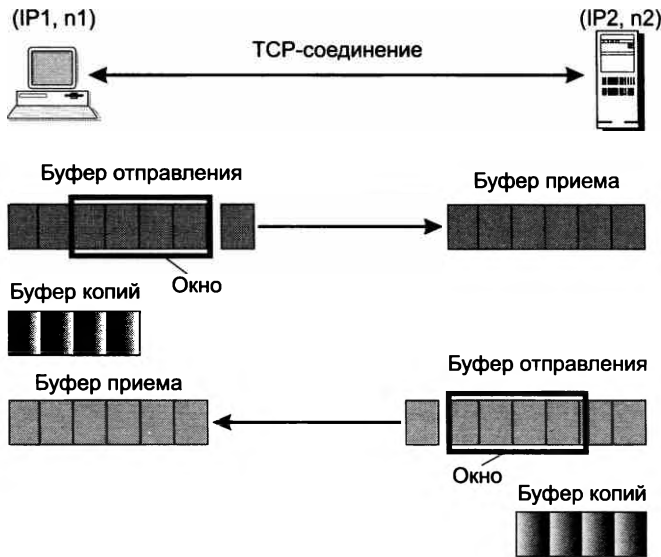 (IP1, n1)
(IP2, n2)
TCP-соединение
Буфер отправления
Буфер приема
Окно
Буфер копий
Буфер отправления
Буфер приема
Окно
Буфер копий